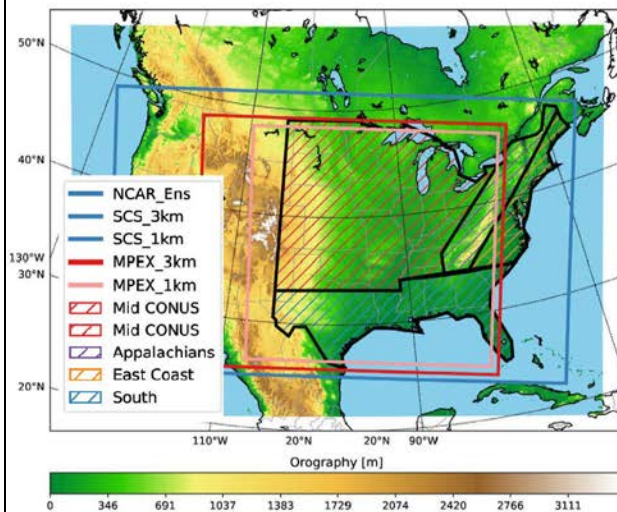 50°N
40°N
130°W
30°N
20°N
NCAR_Ens
SCS_3km
SCS_1km
MPEX_3km
MPEX_1km
Mid CONUS
Mid CONUS
Appalachians
East Coast
South
110°W 20°N 20°N 90°W
Orography [m]
0 346 691 1037 1383 1729 2074 2420 2766 3111